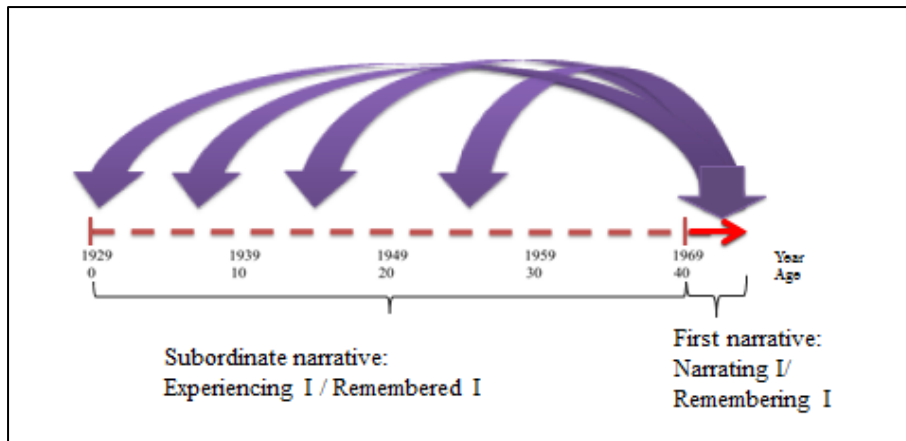 1929 1939 1949 1959 1969 Year
0 10 20 30 40 Age
Subordinate narrative:
Experiencing I / Remembered I
First narrative:
Narrating I/
Remembering I